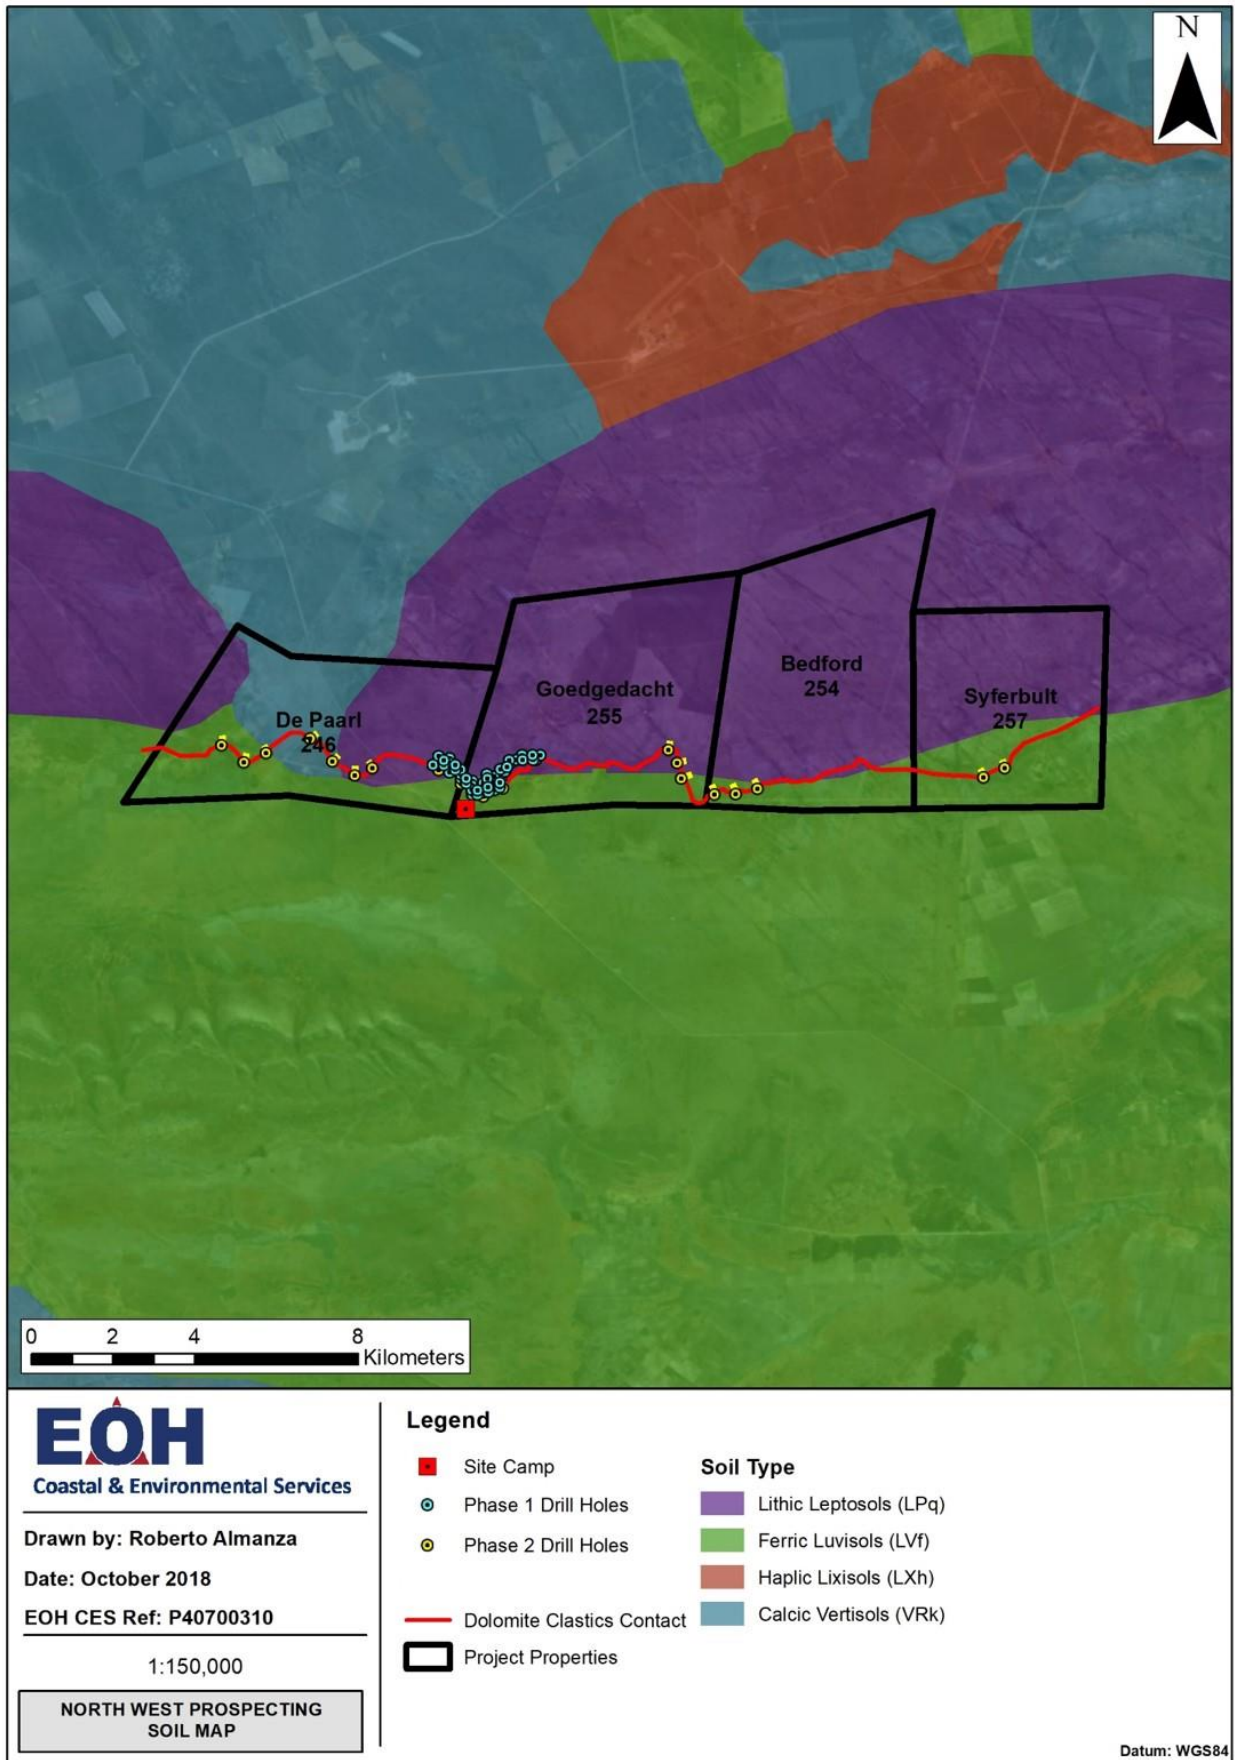 N
Bedford
254
Goedgedacht
255
Syferbult
257
De Paarl
246
0 2 4 8
Kilometers
EOH
Coastal & Environmental Services
Drawn by: Roberto Almanza
Date: October 2018
EOH CES Ref: P40700310
1:150,000
NORTH WEST PROSPECTING
SOIL MAP
Legend
Site Camp
Phase 1 Drill Holes
Phase 2 Drill Holes
Dolomite Clastics Contact
Project Properties
Soil Type
Lithic Leptosols (LPq)
Ferric Luvisols (LVf)
Haplic Lixisols (LXh)
Calcic Vertisols (VRk)
Datum: WGS84